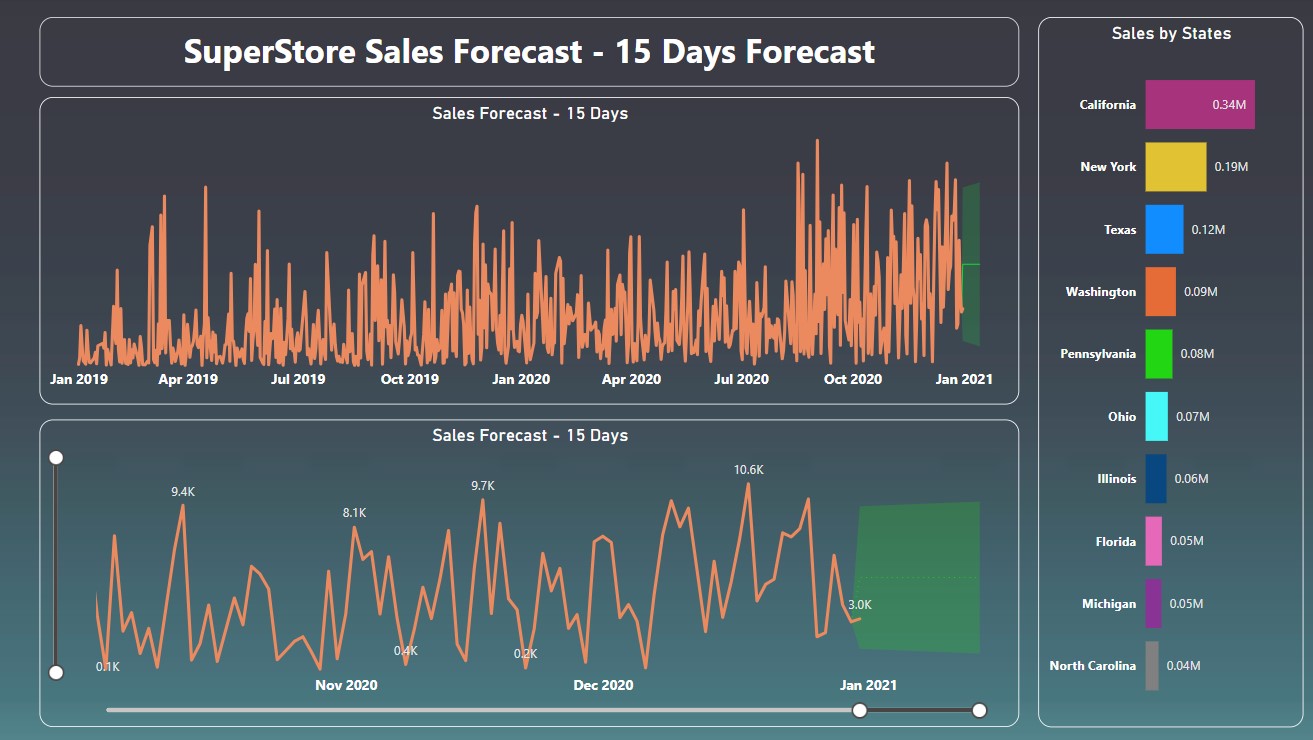 SuperStore Sales Forecast - 15 Days Forecast
Sales Forecast - 15 Days
Jan 2019 Apr 2019 Jul 2019 Oct 2019 Jan 2020 Apr 2020 Jul 2020 Oct 2020 Jan 2021
Sales Forecast - 15 Days
10.6K
9.7K
9.4K
8.1K
3.0K
0.4K
0.2K
0.1K
Nov 2020 Dec 2020 Jan 2021
Sales by States
California 0.34M
New York 0.19M
Texas 0.12M
Washington 0.09M
Pennsylvania 0.08M
Ohio 0.07M
Illinois 0.06M
Florida 0.05M
Michigan 0.05M
North Carolina 0.04M